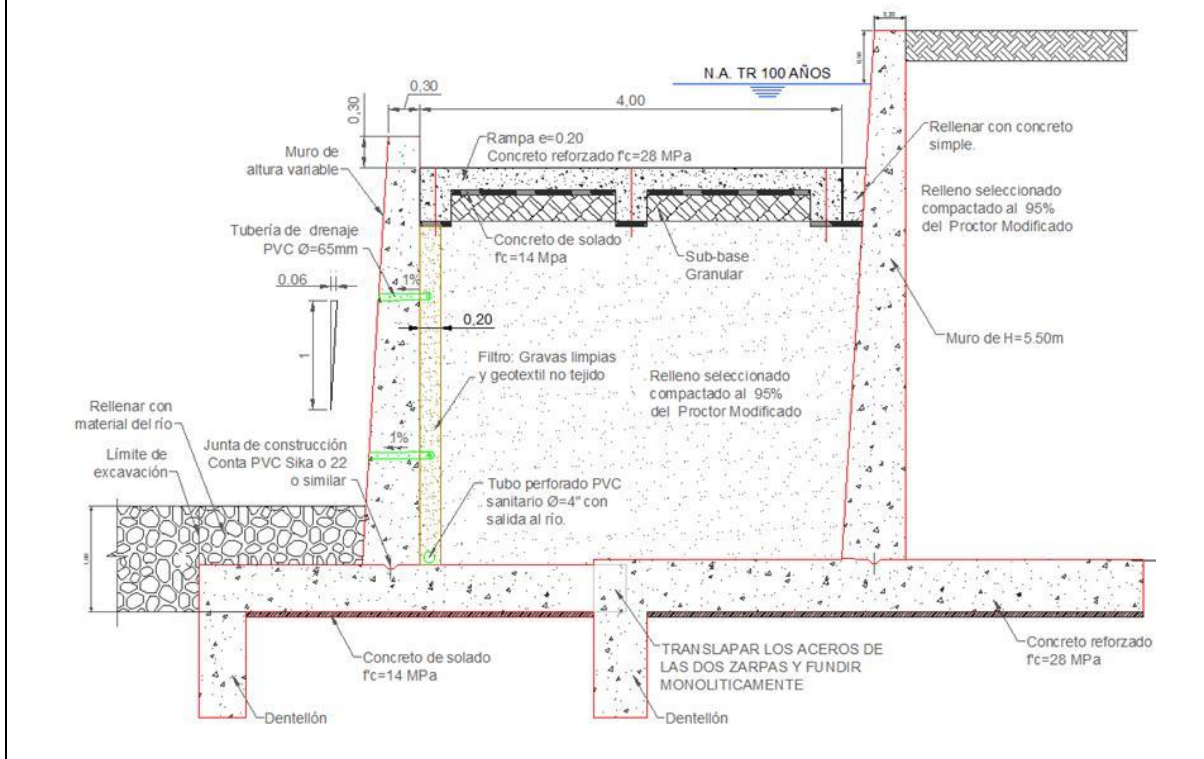 0,20
0,50
N.A. TR 100 AÑOS
0,30
4,00
0,30
Rampa e=0.20
Concreto reforzado f'c=28 MPa
Rellenar con concreto
simple.
Muro de
altura variable
Relleno seleccionado
compactado al 95%
del Proctor Modificado
Tubería de drenaje
PVC Ø=65mm
Concreto de solado
f'c=14 Mpa
Sub-base
Granular
0.06
1%
0,20
Muro de H=5.50m
1
Filtro: Gravas limpias
y geotextil no tejido
Relleno seleccionado
compactado al 95%
del Proctor Modificado
Rellenar con
material del río
Junta de construcción
Conta PVC Sika o 22
o similar
1%
Límite de
excavación
Tubo perforado PVC
sanitario Ø=4" con
salida al río.
1,00
Concreto de solado
f'c=14 MPa
TRANSLAPAR LOS ACEROS DE
LAS DOS ZARPAS Y FUNDIR
MONOLITICAMENTE
Concreto reforzado
f'c=28 MPa
Dentellón
Dentellón